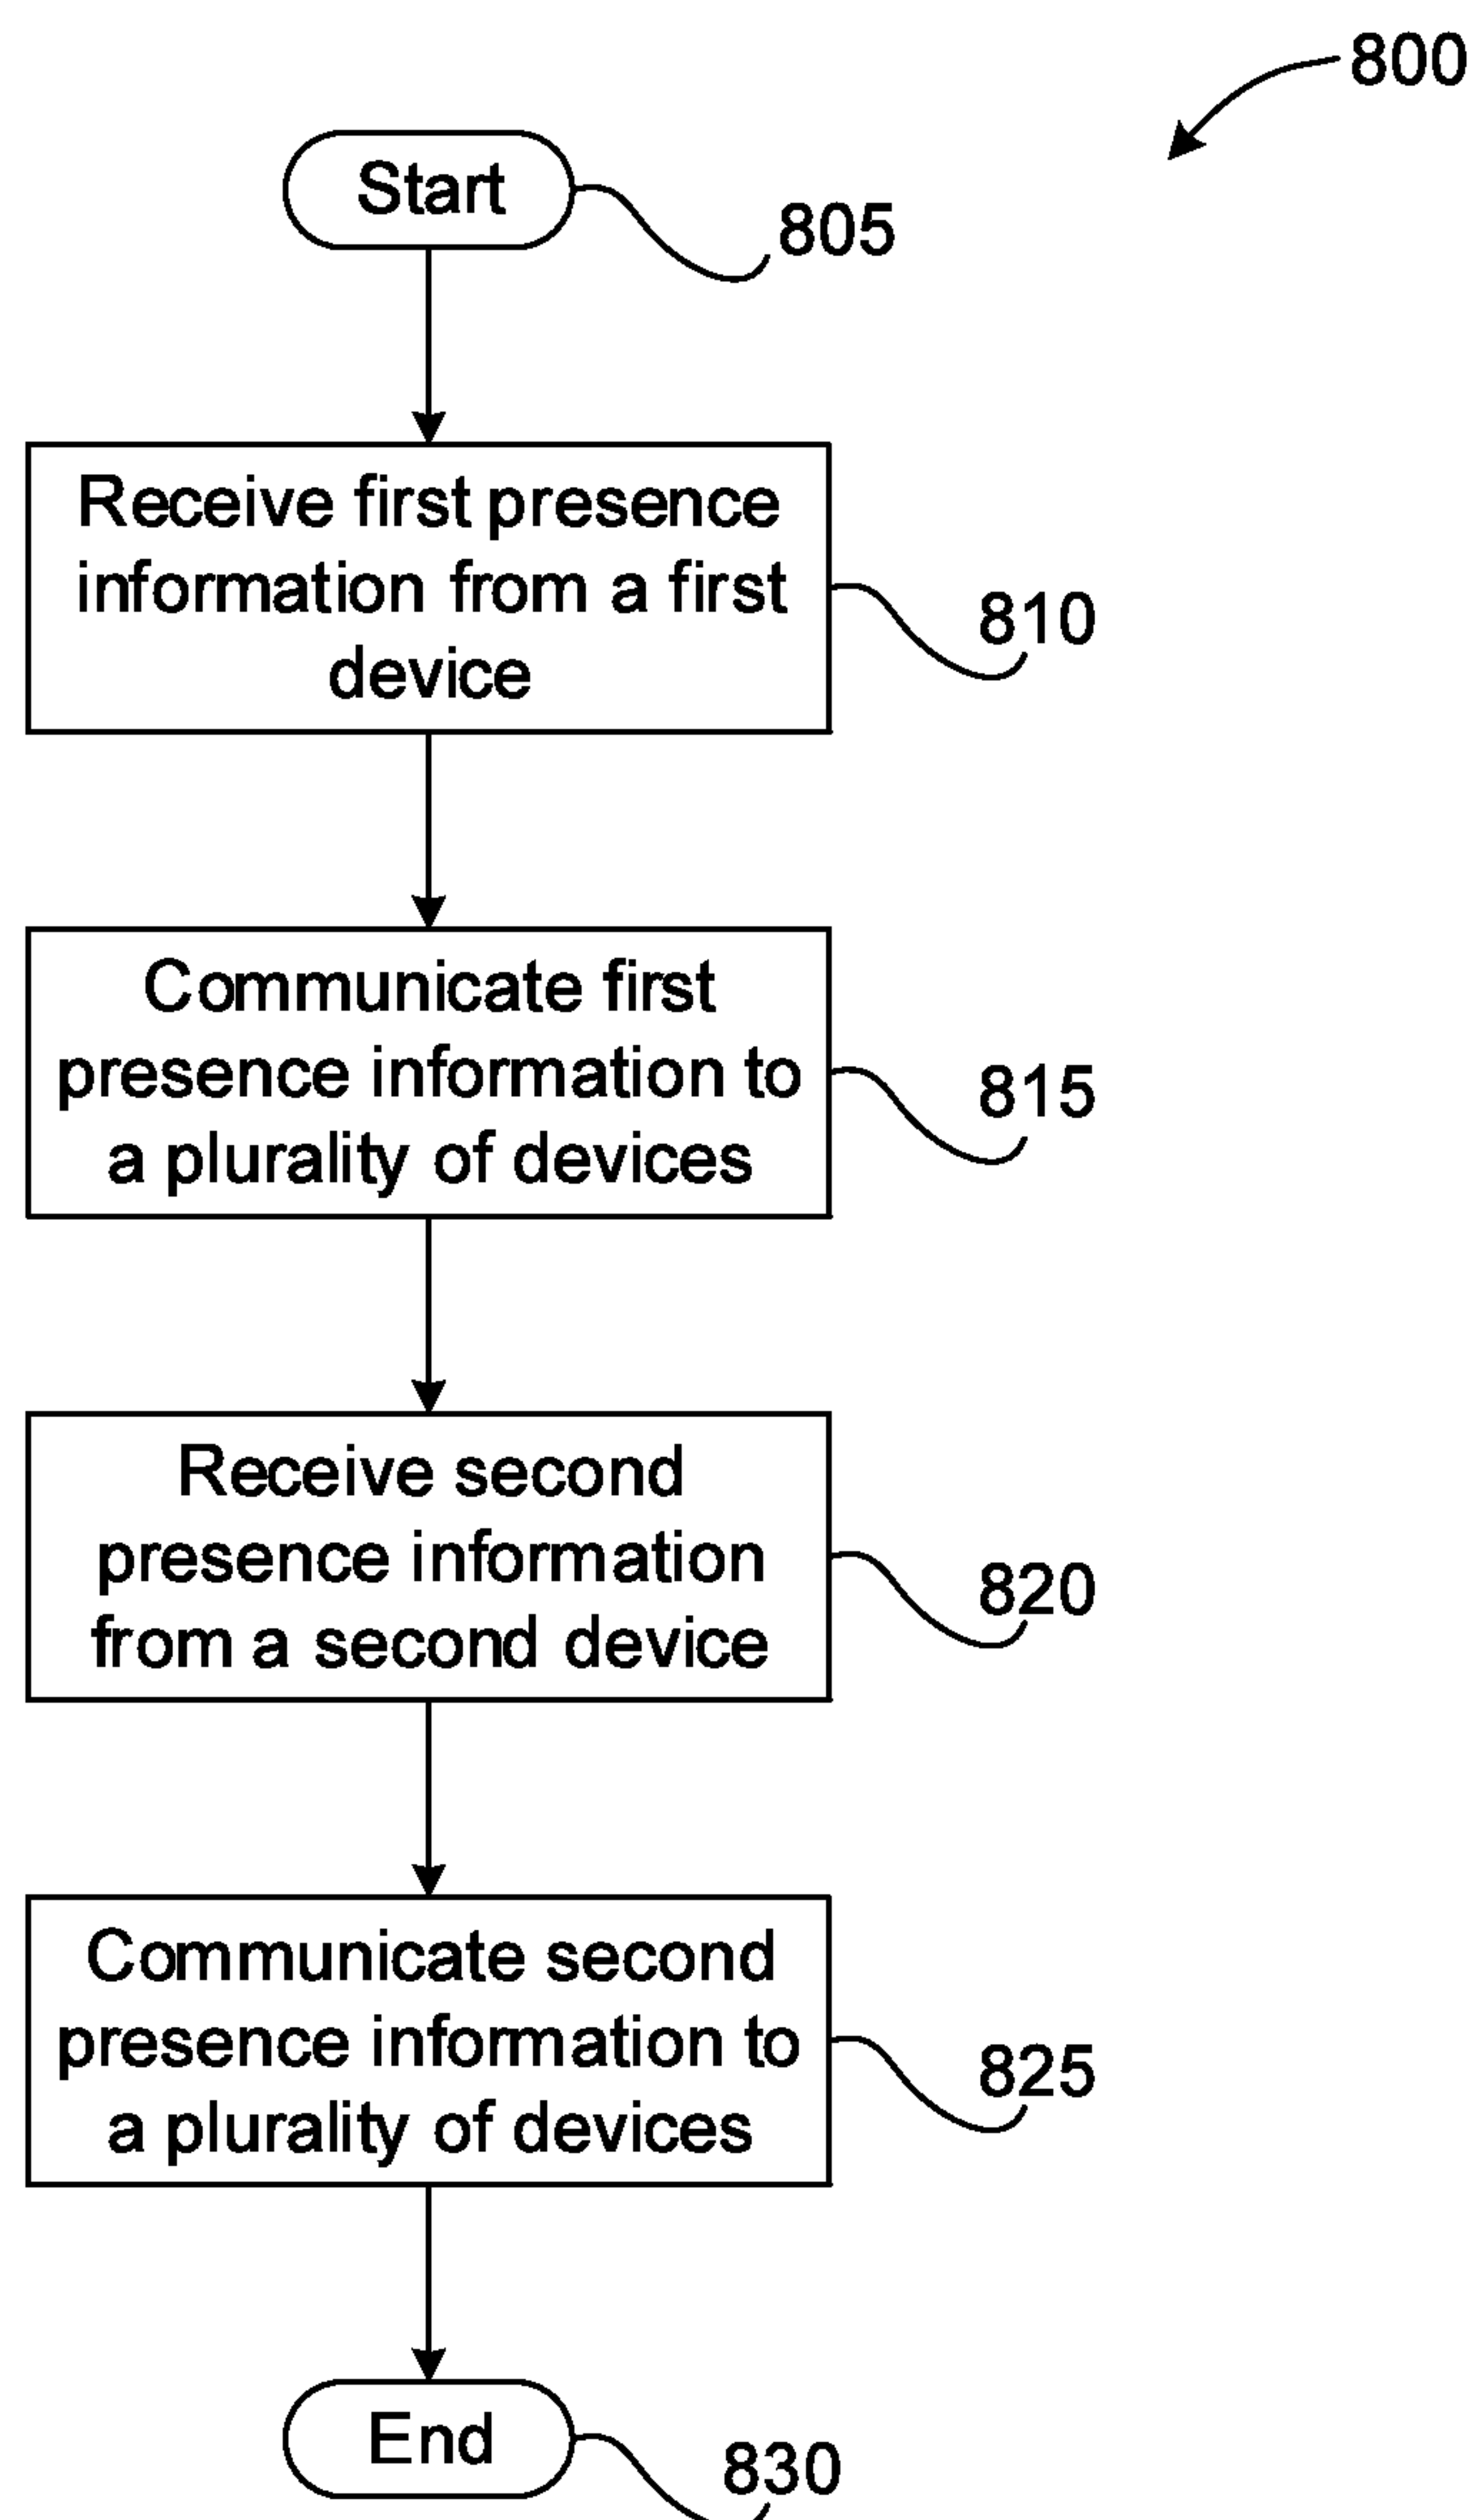 800
Start
805
Receive first presence
information from a first
device
810
Communicate first
presence information to
a plurality of devices
815
Receive second
presence information
from a second device
820
Communicate second
presence information to
a plurality of devices
825
End
830